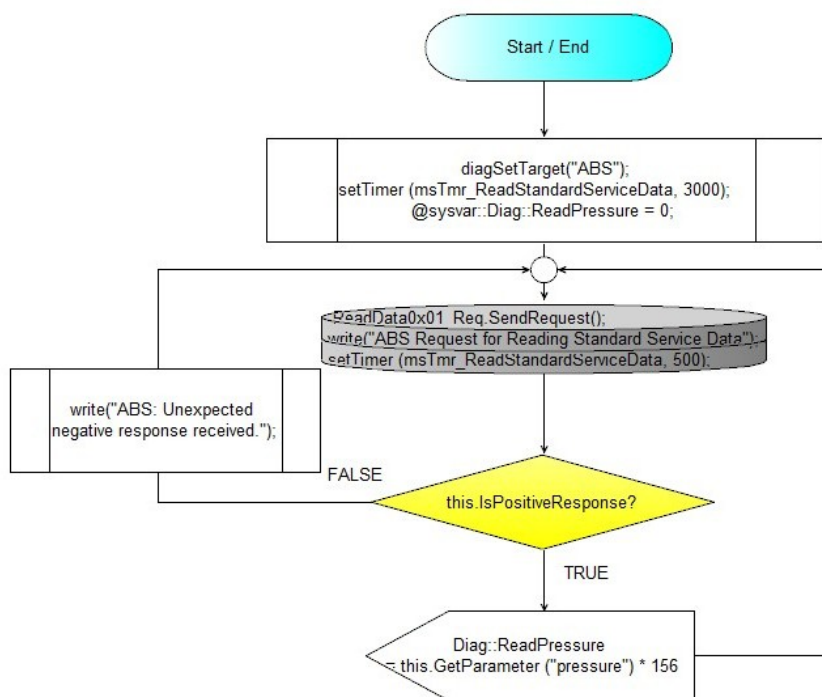 Start / End
diagSetTarget("ABS");
setTimer (msTmr_ReadStandardServiceData, 3000);
@sysvar::Diag::ReadPressure = 0;
ReadData0x01_Req.SendRequest();
write("ABS Request for Reading Standard Service Data");
setTimer (msTmr_ReadStandardServiceData, 500);
write("ABS: Unexpected
negative response received.");
FALSE
this.IsPositiveResponse?
TRUE
Diag::ReadPressure
= this.GetParameter ("pressure") * 156